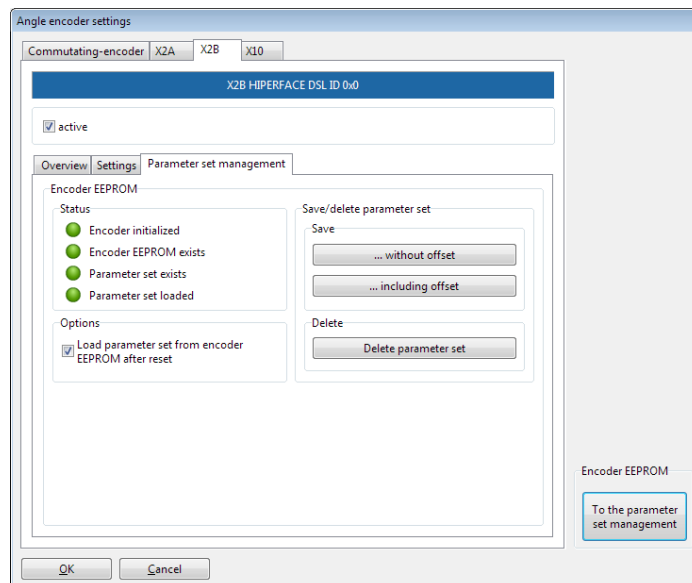 Angle encoder settings
Commutating-encoder X2A X2B X10
X2B HIPERFACE DSL ID 0x0
active
Overview Settings Parameter set management
Encoder EEPROM
Status
Encoder initialized
Encoder EEPROM exists
Parameter set exists
Parameter set loaded
Options
Load parameter set from encoder
EEPROM after reset
Save/delete parameter set
Save
... without offset
... including offset
Delete
Delete parameter set
Encoder EEPROM
To the parameter
set management
OK Cancel